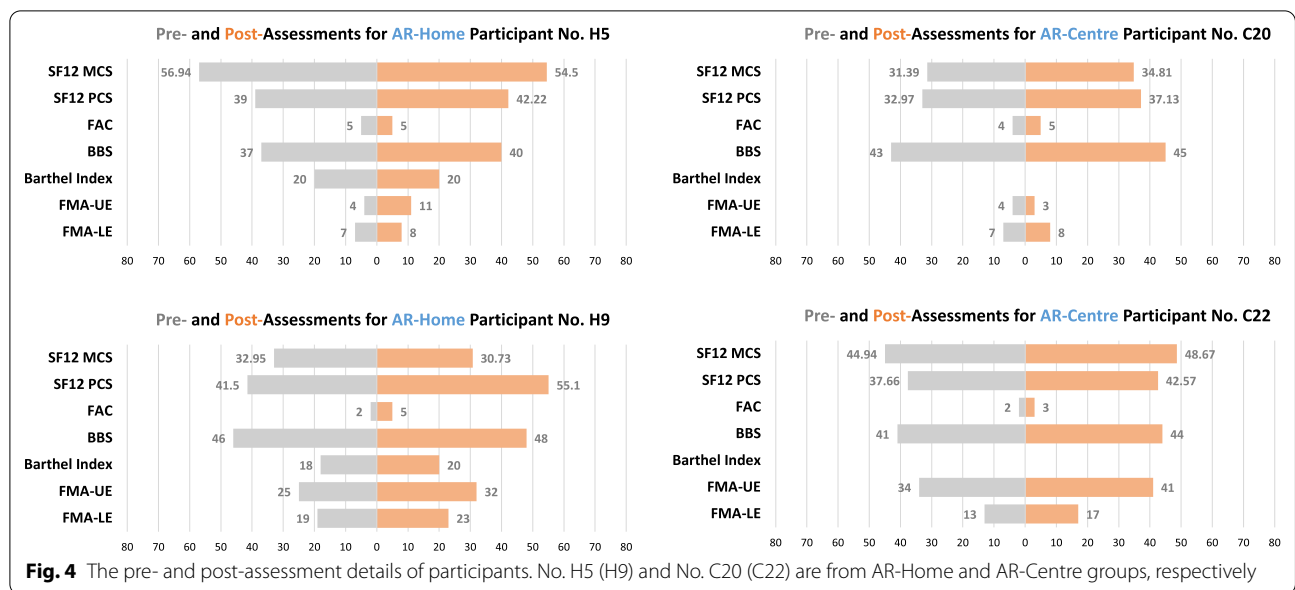 Pre- and Post-Assessments for AR-Home Participant No. H5
SF12 MCS 56.94 54.5
SF12 PCS 39 42.22
FAC 5 5
BBS 37 40
Barthel Index 20 20
FMA-UE 4 11
FMA-LE 7 8
80 70 60 50 40 30 20 10 0 10 20 30 40 50 60 70 80
Pre- and Post-Assessments for AR-Centre Participant No. C20
SF12 MCS 31.39 34.81
SF12 PCS 32.97 37.13
FAC 4 5
BBS 43 45
Barthel Index
FMA-UE 4 3
FMA-LE 7 8
80 70 60 50 40 30 20 10 0 10 20 30 40 50 60 70 80
Pre- and Post-Assessments for AR-Home Participant No. H9
SF12 MCS 32.95 30.73
SF12 PCS 41.5 55.1
FAC 2 5
BBS 46 48
Barthel Index 18 20
FMA-UE 25 32
FMA-LE 19 23
80 70 60 50 40 30 20 10 0 10 20 30 40 50 60 70 80
Pre- and Post-Assessments for AR-Centre Participant No. C22
SF12 MCS 44.94 48.67
SF12 PCS 37.66 42.57
FAC 2 3
BBS 41 44
Barthel Index
FMA-UE 34 41
FMA-LE 13 17
80 70 60 50 40 30 20 10 0 10 20 30 40 50 60 70 80
Fig. 4 The pre- and post-assessment details of participants. No. H5 (H9) and No. C20 (C22) are from AR-Home and AR-Centre groups, respectively